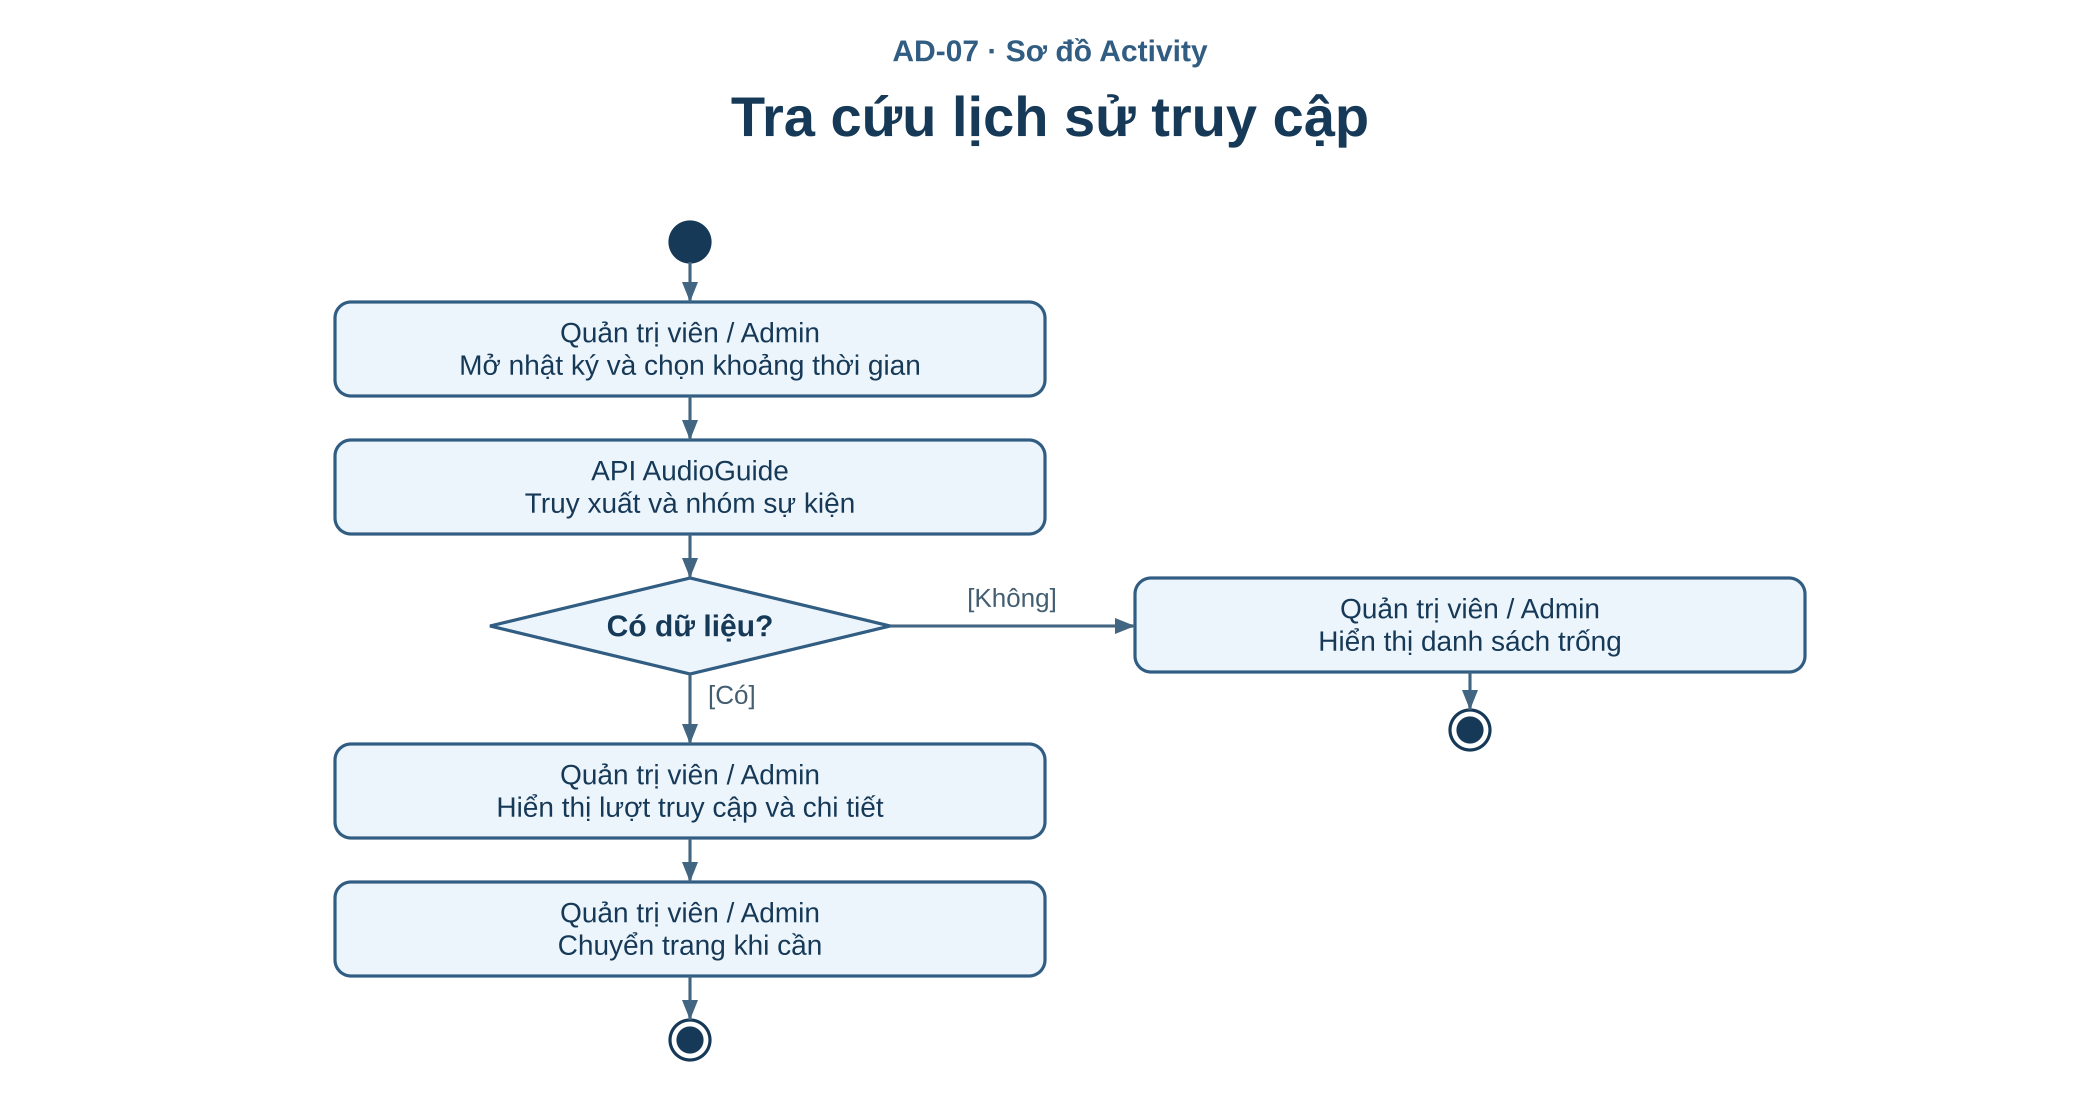 AD-07 · Sơ đồ Activity
Tra cứu lịch sử truy cập
Quản trị viên / Admin
Mở nhật ký và chọn khoảng thời gian
API AudioGuide
Truy xuất và nhóm sự kiện
Có dữ liệu?
[Không]
Quản trị viên / Admin
Hiển thị danh sách trống
[Có]
Quản trị viên / Admin
Hiển thị lượt truy cập và chi tiết
Quản trị viên / Admin
Chuyển trang khi cần